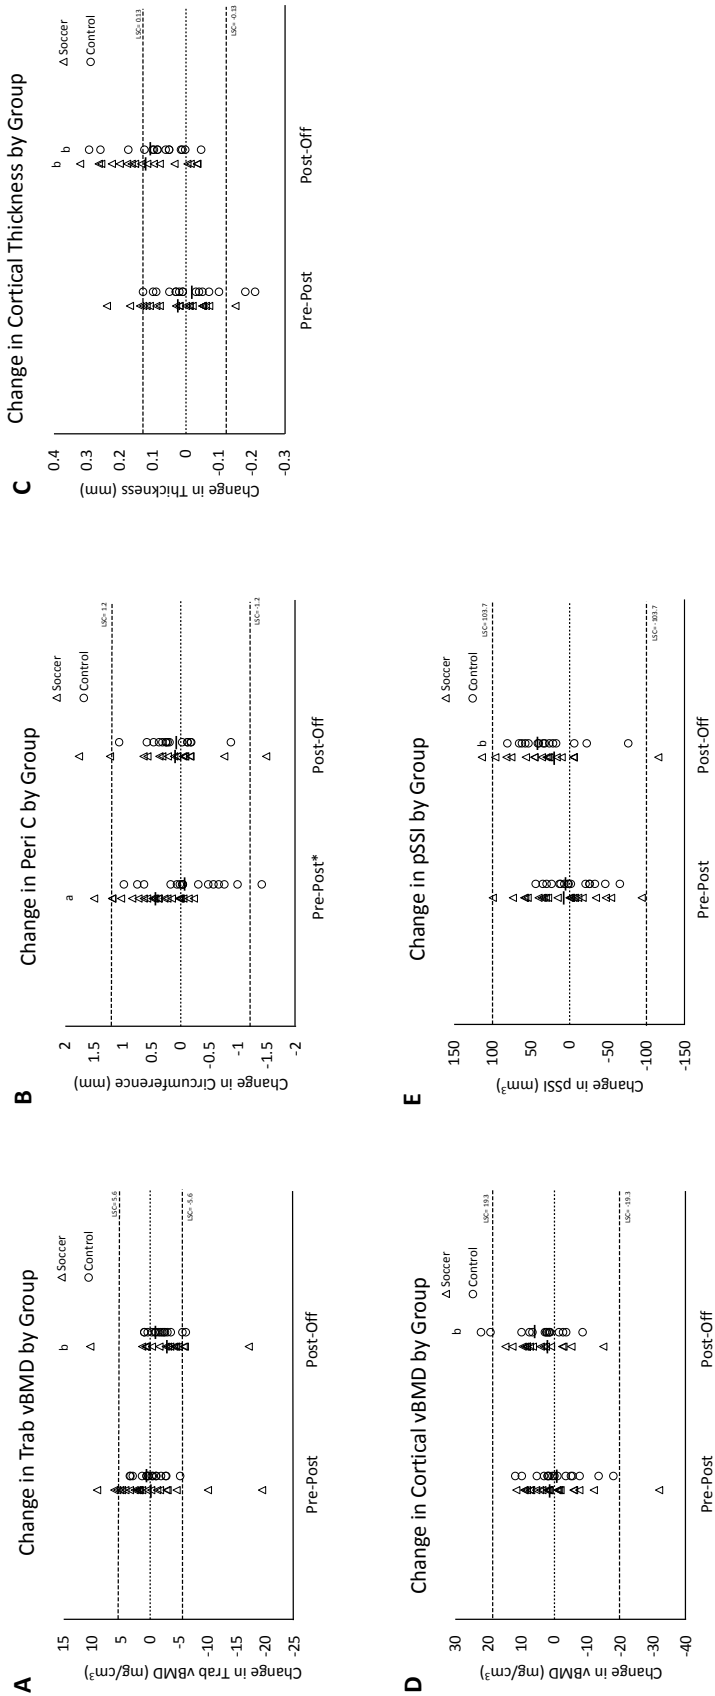 A
Change in Trab vBMD by Group
△ Soccer
○ Control
b
LSC= 5.6
LSC= -5.6
15
10
5
0
-5
-10
-15
-20
-25
Change in Trab vBMD (mg/cm³)
Pre-Post
Post-Off
B
Change in Peri C by Group
△ Soccer
○ Control
a
LSC= 1.2
LSC= -1.2
2
1.5
1
0.5
0
-0.5
-1
-1.5
-2
Change in Circumference (mm)
Pre-Post*
Post-Off
C
Change in Cortical Thickness by Group
△ Soccer
○ Control
b
b
LSC= 0.13
LSC= -0.13
0.4
0.3
0.2
0.1
0
-0.1
-0.2
-0.3
Change in Thickness (mm)
Pre-Post
Post-Off
D
Change in Cortical vBMD by Group
△ Soccer
○ Control
b
LSC= 19.3
LSC= -19.3
30
20
10
0
-10
-20
-30
-40
Change in vBMD (mg/cm³)
Pre-Post
Post-Off
E
Change in pSSI by Group
△ Soccer
○ Control
b
LSC= 103.7
LSC= -103.7
150
100
50
0
-50
-100
-150
Change in pSSI (mm³)
Pre-Post
Post-Off